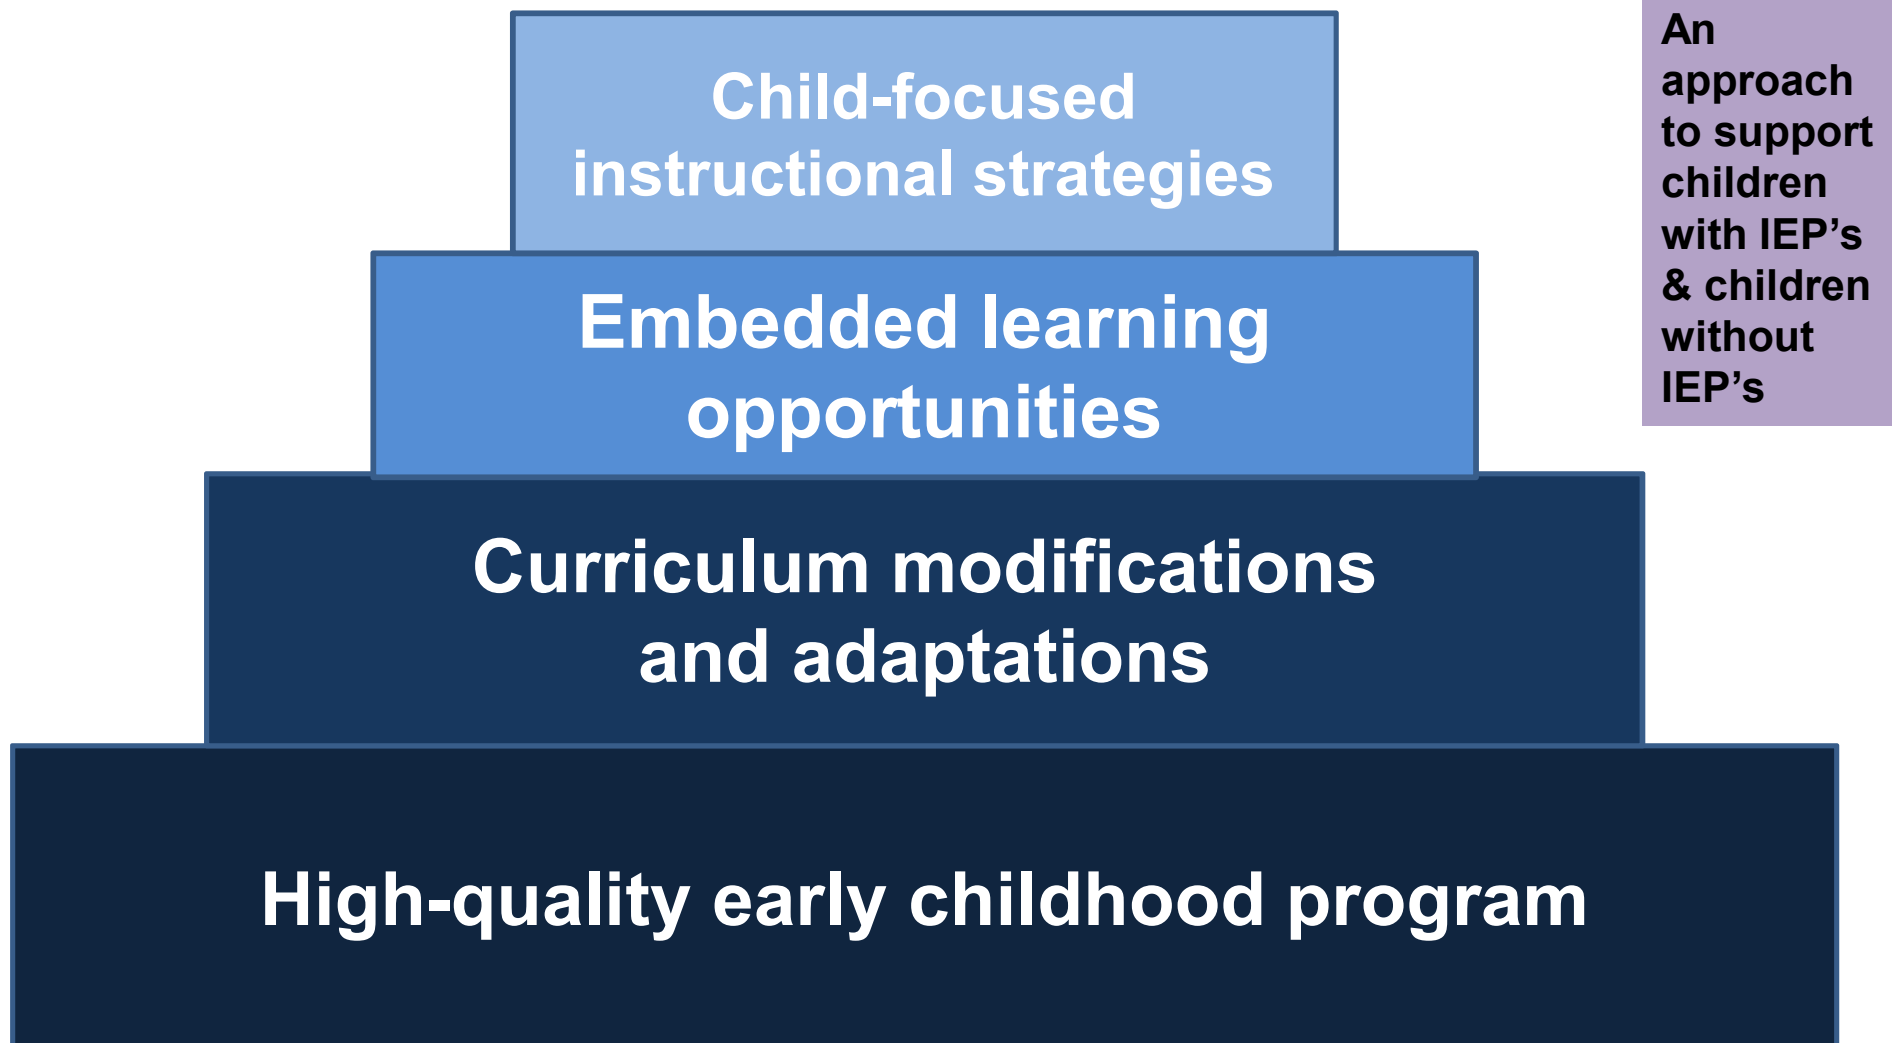 Child-focused
instructional strategies
Embedded learning
opportunities
Curriculum modifications
and adaptations
High-quality early childhood program
An
approach
to support
children
with IEP’s
& children
without
IEP’s